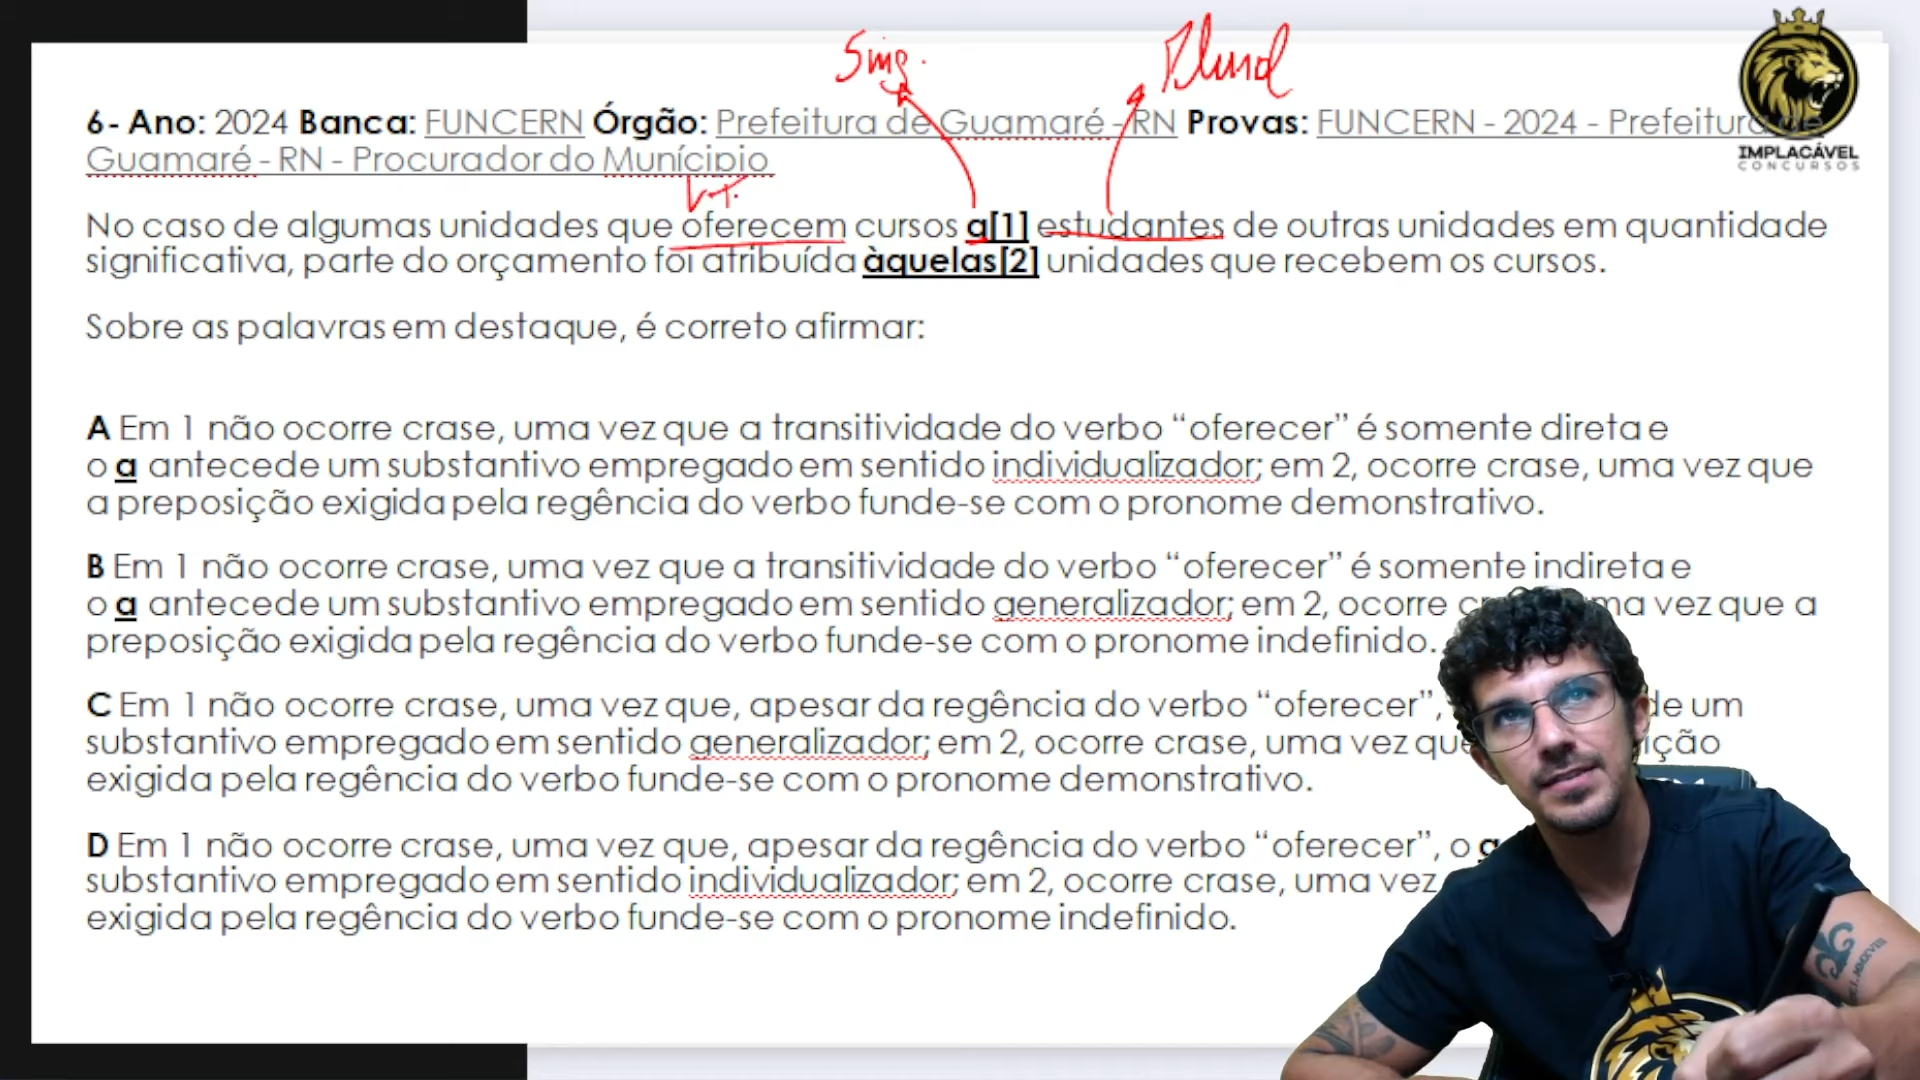 Sing.
Plural
IMPLACÁVEL
CONCURSOS
6- Ano: 2024 Banca: FUNCERN Órgão: Prefeitura de Guamaré - RN Provas: FUNCERN - 2024 - Prefeitura de
Guamaré - RN - Procurador do Munícipio
No caso de algumas unidades que oferecem cursos a[1] estudantes de outras unidades em quantidade
significativa, parte do orçamento foi atribuída àquelas[2] unidades que recebem os cursos.
Sobre as palavras em destaque, é correto afirmar:
A Em 1 não ocorre crase, uma vez que a transitividade do verbo “oferecer” é somente direta e
o a antecede um substantivo empregado em sentido individualizador; em 2, ocorre crase, uma vez que
a preposição exigida pela regência do verbo funde-se com o pronome demonstrativo.
B Em 1 não ocorre crase, uma vez que a transitividade do verbo “oferecer” é somente indireta e
o a antecede um substantivo empregado em sentido generalizador; em 2, ocorre uma vez que a
preposição exigida pela regência do verbo funde-se com o pronome indefinido.
C Em 1 não ocorre crase, uma vez que, apesar da regência do verbo “oferecer”, de um
substantivo empregado em sentido generalizador; em 2, ocorre crase, uma vez que
exigida pela regência do verbo funde-se com o pronome demonstrativo.
D Em 1 não ocorre crase, uma vez que, apesar da regência do verbo “oferecer”, o a
substantivo empregado em sentido individualizador; em 2, ocorre crase, uma vez
exigida pela regência do verbo funde-se com o pronome indefinido.